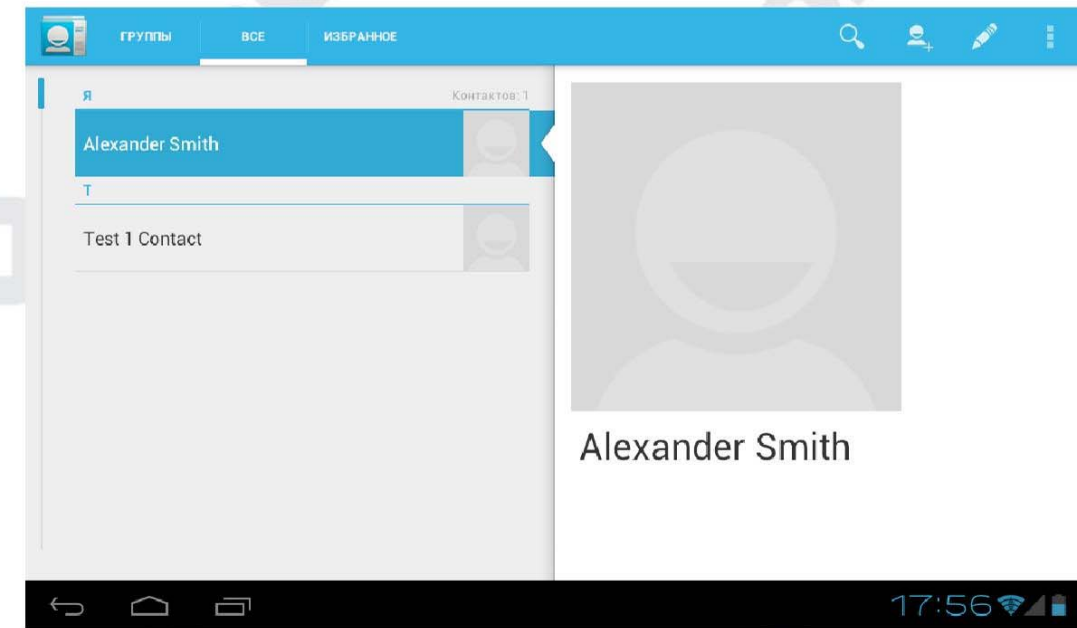 ГРУППЫ ВСЕ ИЗБРАННОЕ
Я Контактов: 1
Alexander Smith
T
Test 1 Contact
Alexander Smith
17:56